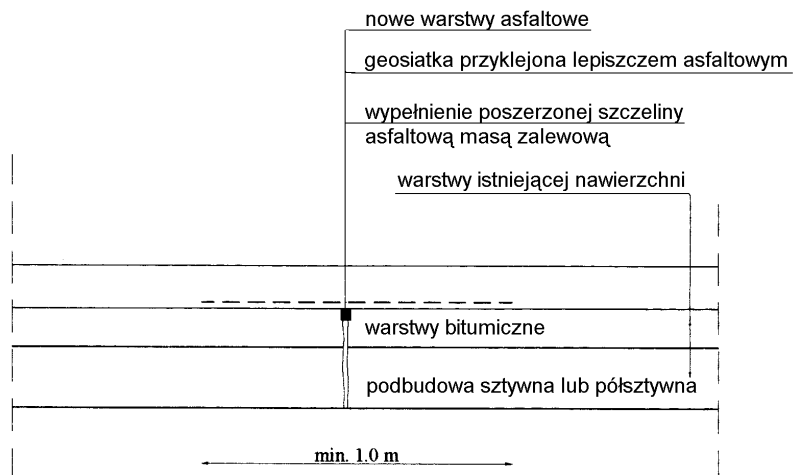 nowe warstwy asfaltowe
geosiatka przyklejona lepiszczem asfaltowym
wypełnienie poszerzonej szczeliny
asfaltową masą zalewową
warstwy istniejącej nawierzchni
warstwy bitumiczne
podbudowa sztywna lub półsztywna
min. 1.0 m